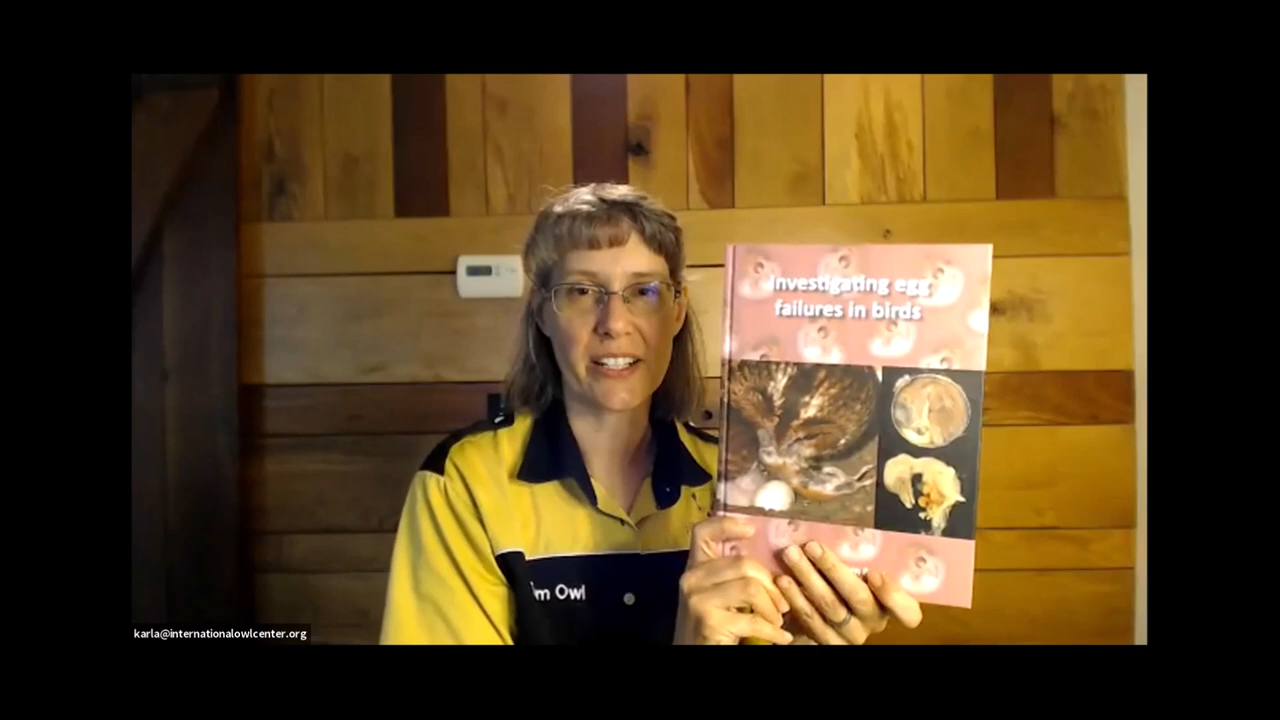 Investigating egg
failures in birds
m Owl
karla@internationalowlcenter.org